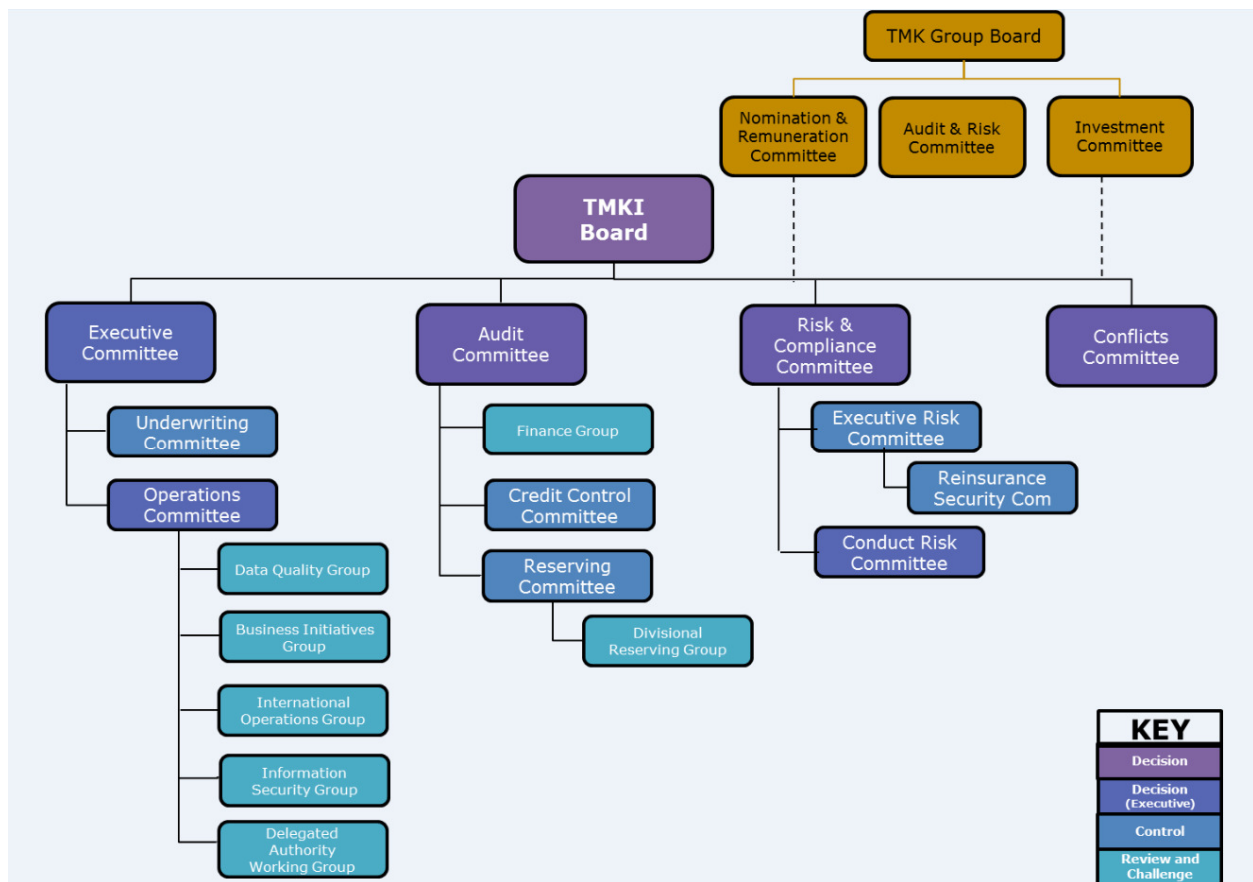 TMK Group Board
Nomination &
Remuneration
Committee
Audit & Risk
Committee
Investment
Committee
TMKI
Board
Executive
Committee
Audit
Committee
Risk &
Compliance
Committee
Conflicts
Committee
Underwriting
Committee
Operations
Committee
Data Quality Group
Business Initiatives
Group
International
Operations Group
Information
Security Group
Delegated
Authority
Working Group
Finance Group
Credit Control
Committee
Reserving
Committee
Divisional
Reserving Group
Executive Risk
Committee
Reinsurance
Security Com
Conduct Risk
Committee
KEY
Decision
Decision
(Executive)
Control
Review and
Challenge